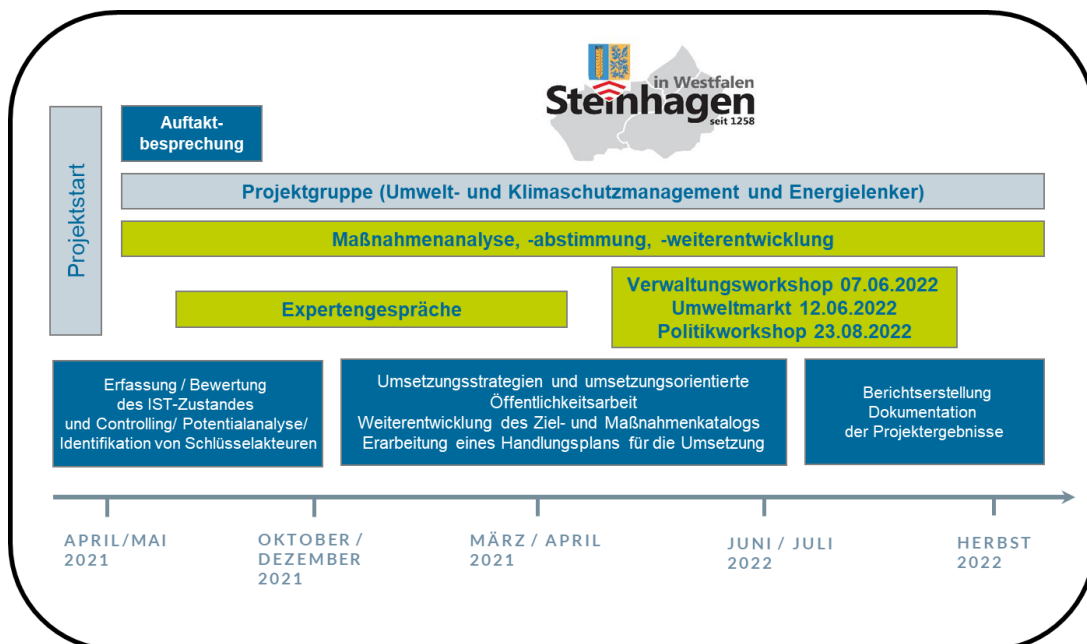 in Westfalen
Steinhagen
seit 1258
Projektstart
Auftakt-
besprechung
Projektgruppe (Umwelt- und Klimaschutzmanagement und Energielenker)
Maßnahmenanalyse, -abstimmung, -weiterentwicklung
Expertengespräche
Verwaltungsworkshop 07.06.2022
Umweltmarkt 12.06.2022
Politikworkshop 23.08.2022
Erfassung / Bewertung
des IST-Zustandes
und Controlling/ Potentialanalyse/
Identifikation von Schlüsselakteuren
Umsetzungsstrategien und umsetzungsorientierte
Öffentlichkeitsarbeit
Weiterentwicklung des Ziel- und Maßnahmenkatalogs
Erarbeitung eines Handlungsplans für die Umsetzung
Berichtserstellung
Dokumentation
der Projektergebnisse
APRIL/MAI
2021
OKTOBER /
DEZEMBER
2021
MÄRZ / APRIL
2021
JUNI / JULI
2022
HERBST
2022